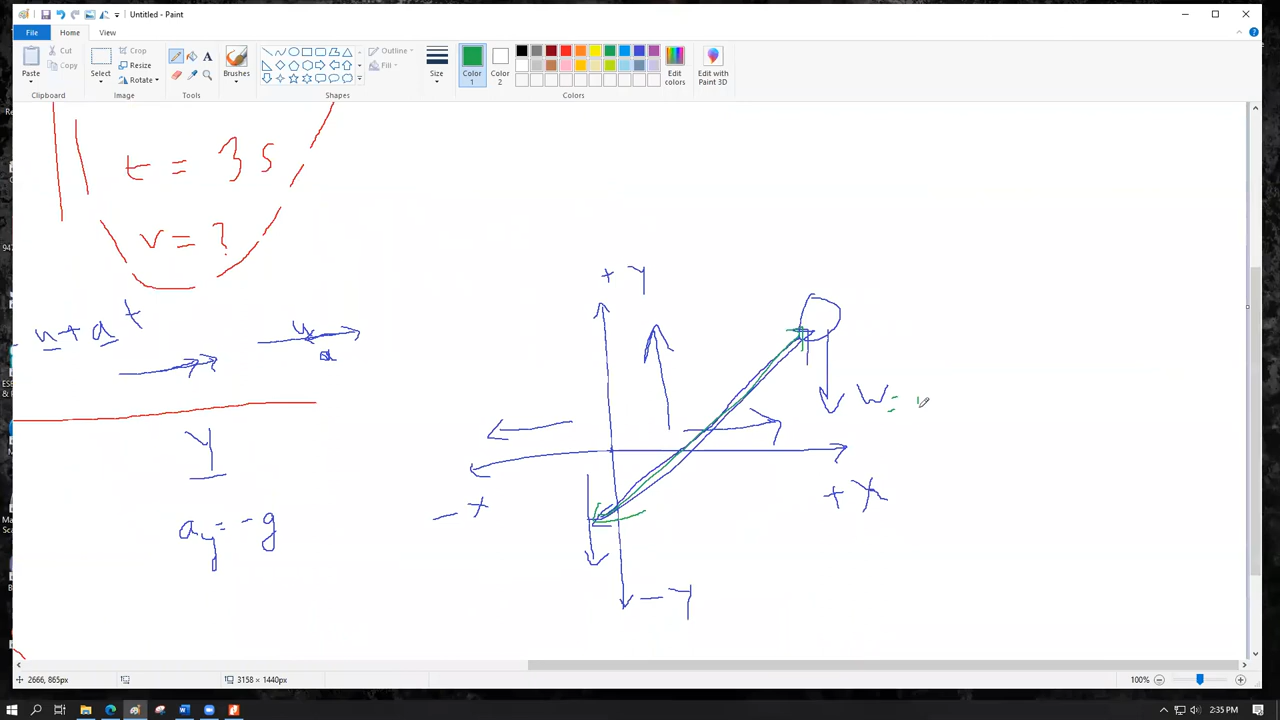 Untitled - Paint
File
Home
View
Paste
Cut
Copy
Clipboard
Select
Crop
Resize
Rotate
Image
Tools
Brushes
Shapes
Outline
Fill
Size
Color 1
Color 2
Edit colors
Edit with Paint 3D
Colors
t = 3s
v = ?
u + a t
u
a
Y
ay = -g
+ Y
- x
+ x
- Y
W =
2666, 865px
3158 × 1440px
100%
2:35 PM